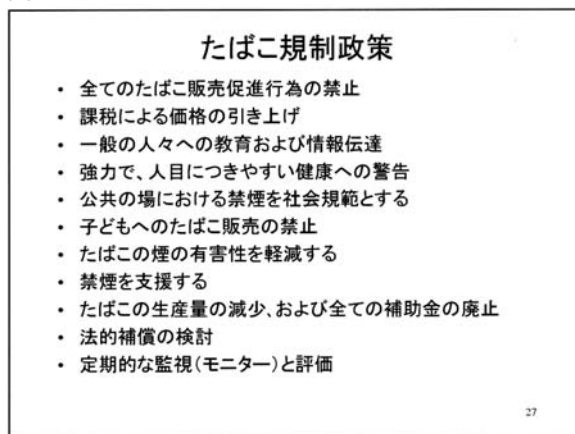 たばこ規制政策
• 全てのたばこ販売促進行為の禁止
• 課税による価格の引き上げ
• 一般の人々への教育および情報伝達
• 強力で、人目につきやすい健康への警告
• 公共の場における禁煙を社会規範とする
• 子どもへのたばこ販売の禁止
• たばこの煙の有害性を軽減する
• 禁煙を支援する
• たばこの生産量の減少、および全ての補助金の廃止
• 法的補償の検討
• 定期的な監視(モニター)と評価
27